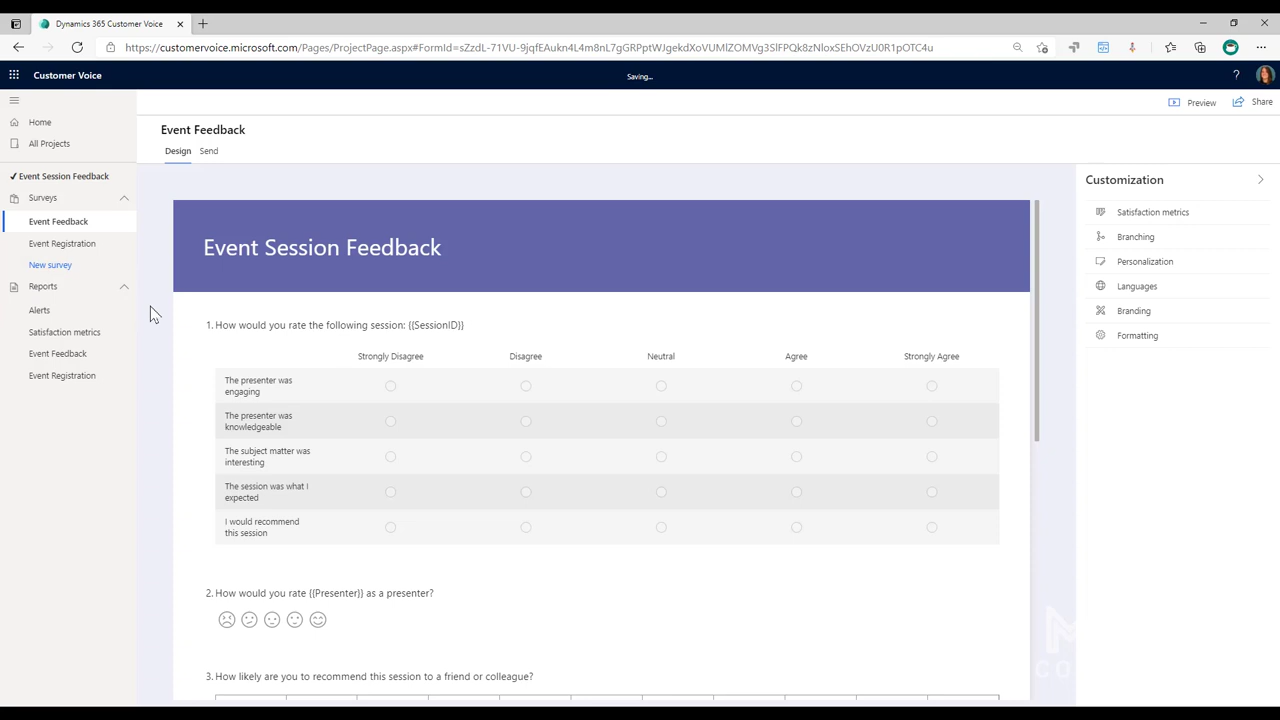 Dynamics 365 Customer Voice
https://customervoice.microsoft.com/Pages/ProjectPage.aspx#FormId=sZzdL-71VU-9jqfEAukn4L4m8nL7gGRPptWJgekdXoVUMlZOMVg3SlFPQk8zNloxSEhOVzU0R1pOTC4u
Customer Voice
Saving...
?
Preview
Share
Home
All Projects
Event Feedback
Design Send
Event Session Feedback
Surveys
Event Feedback
Event Registration
New survey
Reports
Alerts
Satisfaction metrics
Event Feedback
Event Registration
Event Session Feedback
1. How would you rate the following session: {{SessionID}}
Strongly Disagree Disagree Neutral Agree Strongly Agree
The presenter was
engaging
The presenter was
knowledgeable
The subject matter was
interesting
The session was what I
expected
I would recommend
this session
2. How would you rate {{Presenter}} as a presenter?
3. How likely are you to recommend this session to a friend or colleague?
Customization
Satisfaction metrics
Branching
Personalization
Languages
Branding
Formatting